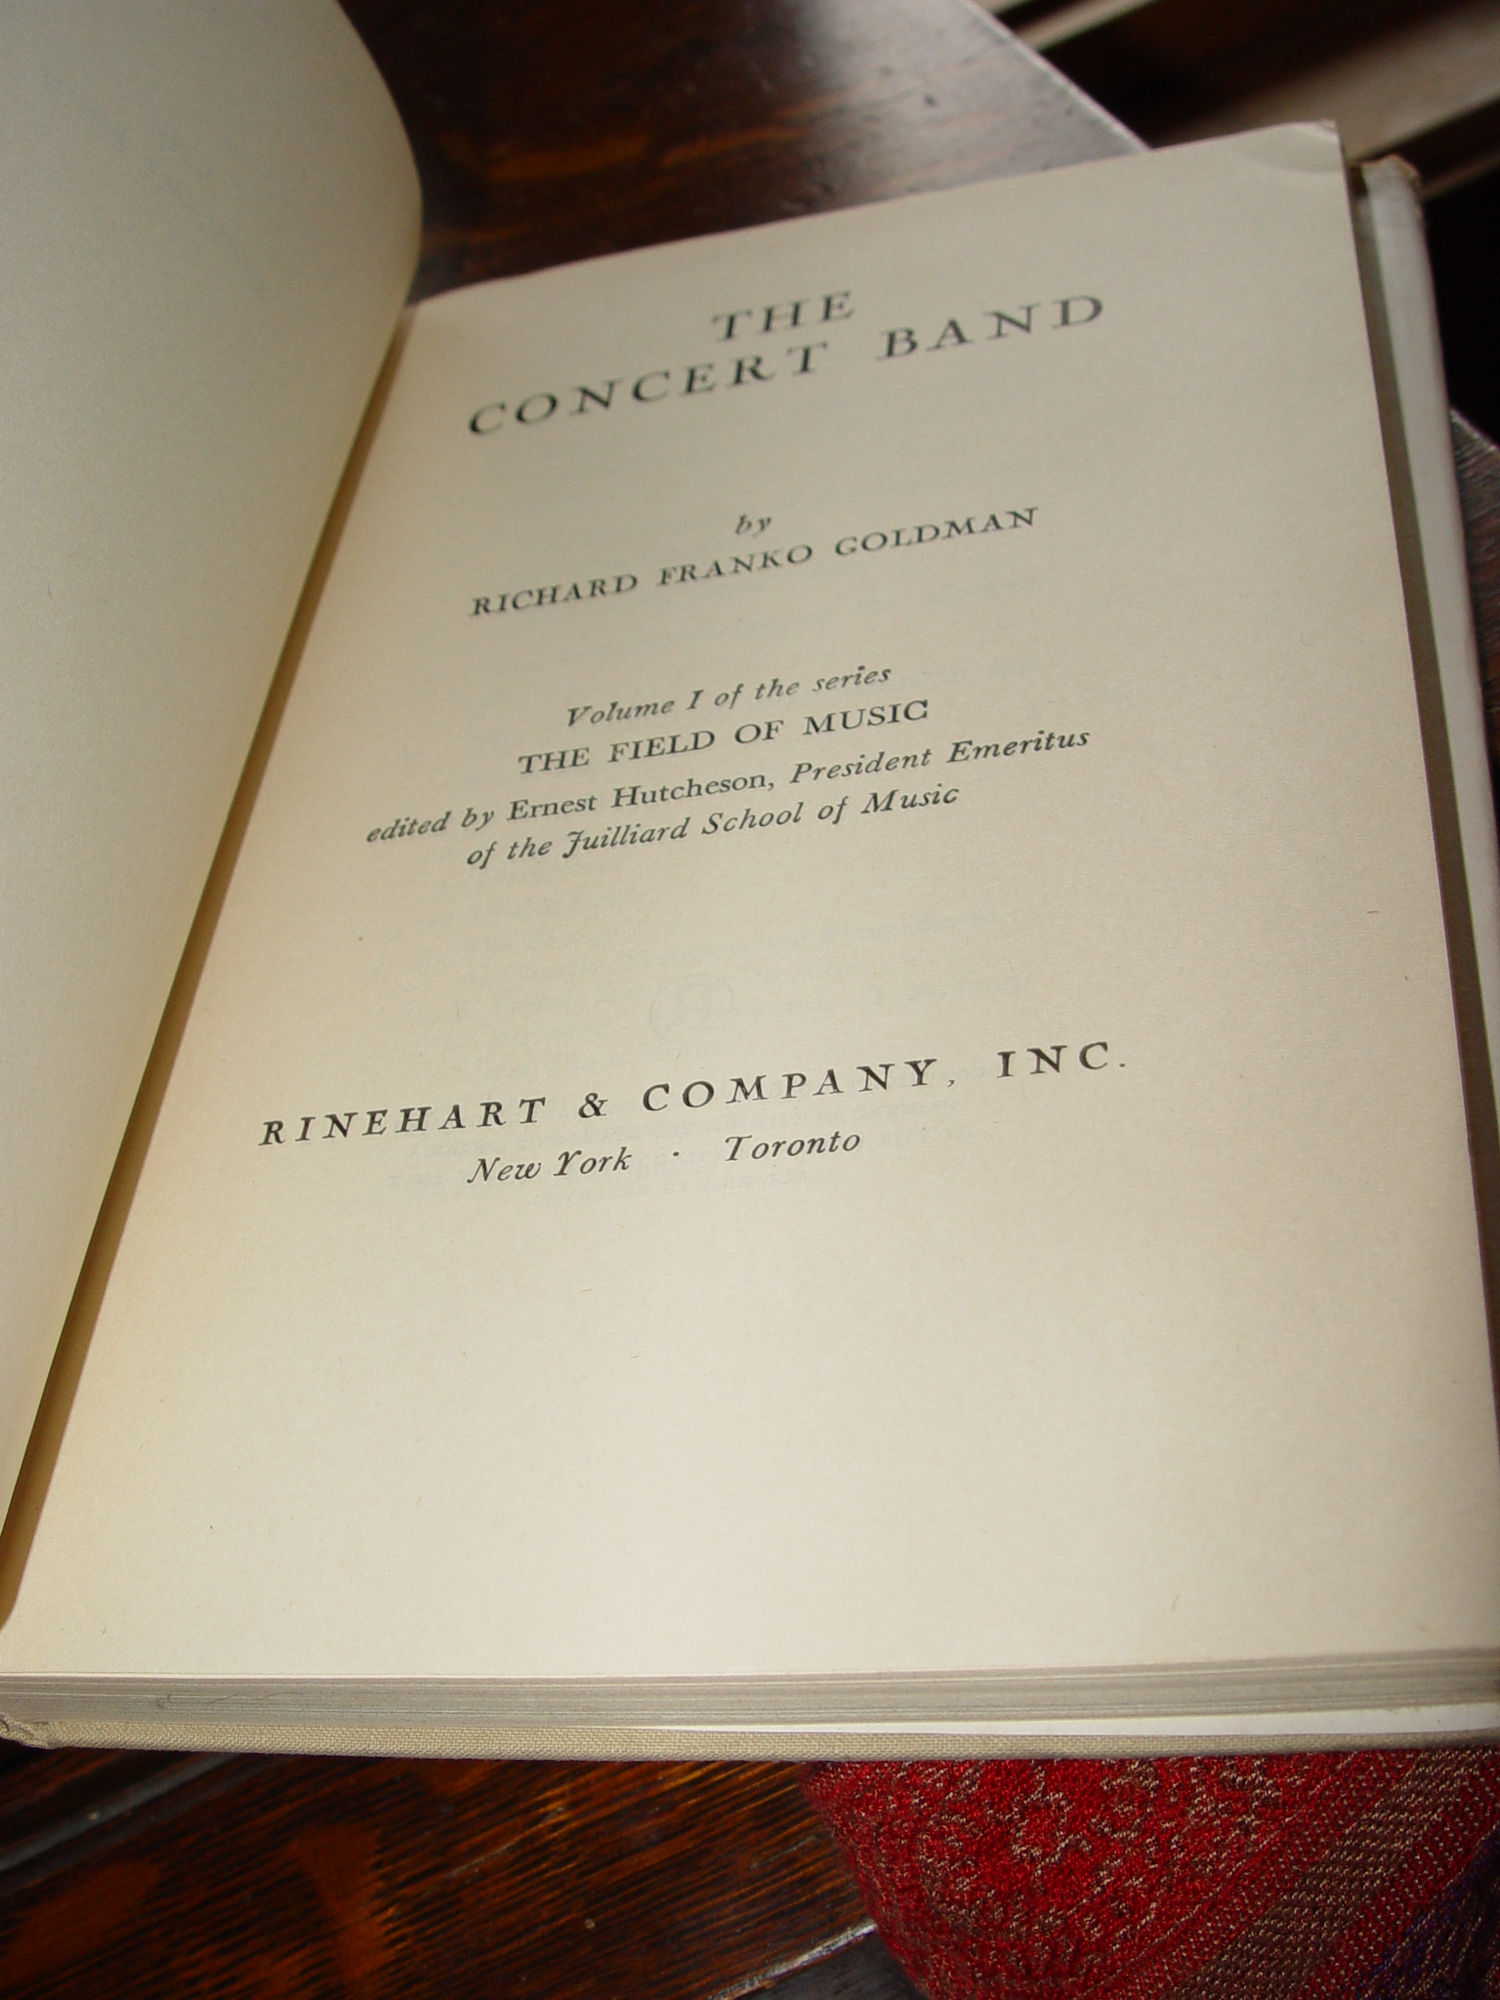 THE
CONCERT BAND
by
RICHARD FRANKO GOLDMAN
Volume I of the series
THE FIELD OF MUSIC
edited by Ernest Hutcheson, President Emeritus
of the Juilliard School of Music
RINEHART & COMPANY, INC.
New York · Toronto